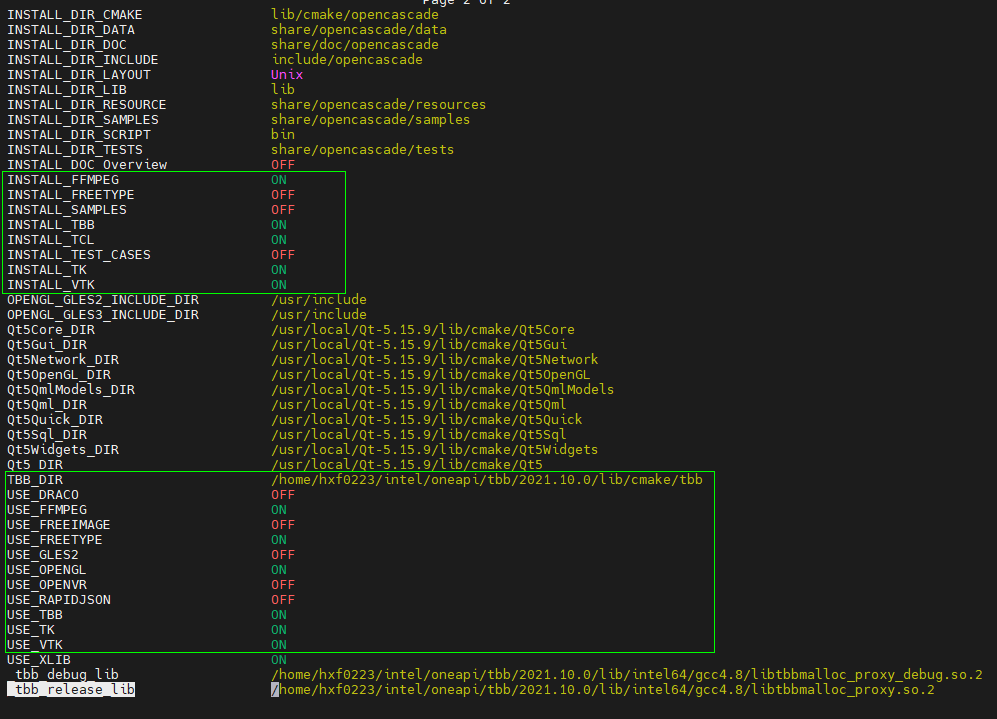 Page 2 of 2
INSTALL_DIR_CMAKE lib/cmake/opencascade
INSTALL_DIR_DATA share/opencascade/data
INSTALL_DIR_DOC share/doc/opencascade
INSTALL_DIR_INCLUDE include/opencascade
INSTALL_DIR_LAYOUT Unix
INSTALL_DIR_LIB lib
INSTALL_DIR_RESOURCE share/opencascade/resources
INSTALL_DIR_SAMPLES share/opencascade/samples
INSTALL_DIR_SCRIPT bin
INSTALL_DIR_TESTS share/opencascade/tests
INSTALL_DOC_Overview OFF
INSTALL_FFMPEG ON
INSTALL_FREETYPE OFF
INSTALL_SAMPLES OFF
INSTALL_TBB ON
INSTALL_TCL ON
INSTALL_TEST_CASES OFF
INSTALL_TK ON
INSTALL_VTK ON
OPENGL_GLES2_INCLUDE_DIR /usr/include
OPENGL_GLES3_INCLUDE_DIR /usr/include
Qt5Core_DIR /usr/local/Qt-5.15.9/lib/cmake/Qt5Core
Qt5Gui_DIR /usr/local/Qt-5.15.9/lib/cmake/Qt5Gui
Qt5Network_DIR /usr/local/Qt-5.15.9/lib/cmake/Qt5Network
Qt5OpenGL_DIR /usr/local/Qt-5.15.9/lib/cmake/Qt5OpenGL
Qt5QmlModels_DIR /usr/local/Qt-5.15.9/lib/cmake/Qt5QmlModels
Qt5Qml_DIR /usr/local/Qt-5.15.9/lib/cmake/Qt5Qml
Qt5Quick_DIR /usr/local/Qt-5.15.9/lib/cmake/Qt5Quick
Qt5Sql_DIR /usr/local/Qt-5.15.9/lib/cmake/Qt5Sql
Qt5Widgets_DIR /usr/local/Qt-5.15.9/lib/cmake/Qt5Widgets
Qt5_DIR /usr/local/Qt-5.15.9/lib/cmake/Qt5
TBB_DIR /home/hxf0223/intel/oneapi/tbb/2021.10.0/lib/cmake/tbb
USE_DRACO OFF
USE_FFMPEG ON
USE_FREEIMAGE OFF
USE_FREETYPE ON
USE_GLES2 OFF
USE_OPENGL ON
USE_OPENVR OFF
USE_RAPIDJSON OFF
USE_TBB ON
USE_TK ON
USE_VTK ON
USE_XLIB ON
_tbb_debug_lib /home/hxf0223/intel/oneapi/tbb/2021.10.0/lib/intel64/gcc4.8/libtbbmalloc_proxy_debug.so.2
_tbb_release_lib /home/hxf0223/intel/oneapi/tbb/2021.10.0/lib/intel64/gcc4.8/libtbbmalloc_proxy.so.2